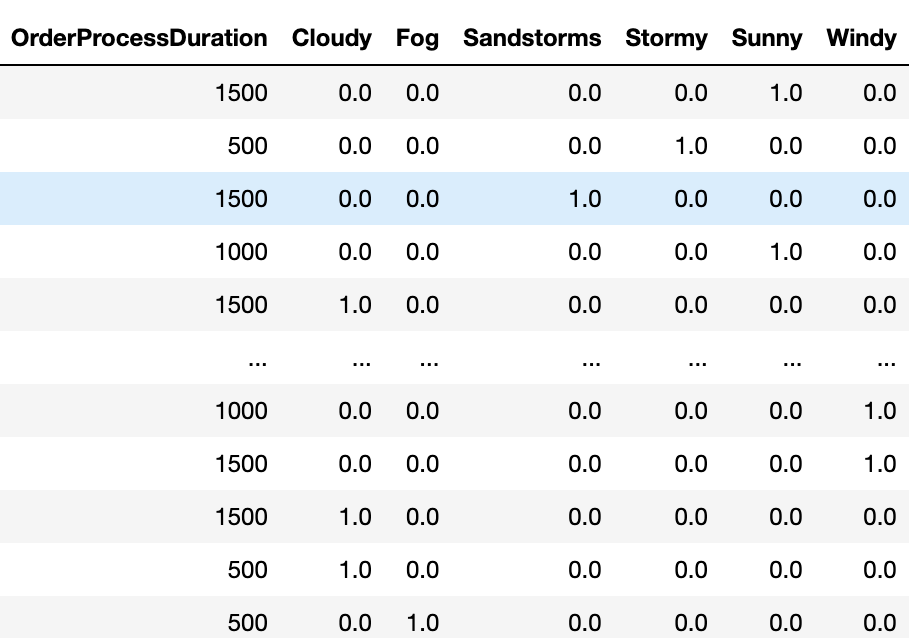 OrderProcessDuration Cloudy Fog Sandstorms Stormy Sunny Windy
1500 0.0 0.0 0.0 0.0 1.0 0.0
500 0.0 0.0 0.0 1.0 0.0 0.0
1500 0.0 0.0 1.0 0.0 0.0 0.0
1000 0.0 0.0 0.0 0.0 1.0 0.0
1500 1.0 0.0 0.0 0.0 0.0 0.0
... ... ... ... ... ... ...
1000 0.0 0.0 0.0 0.0 0.0 1.0
1500 0.0 0.0 0.0 0.0 0.0 1.0
1500 1.0 0.0 0.0 0.0 0.0 0.0
500 1.0 0.0 0.0 0.0 0.0 0.0
500 0.0 1.0 0.0 0.0 0.0 0.0